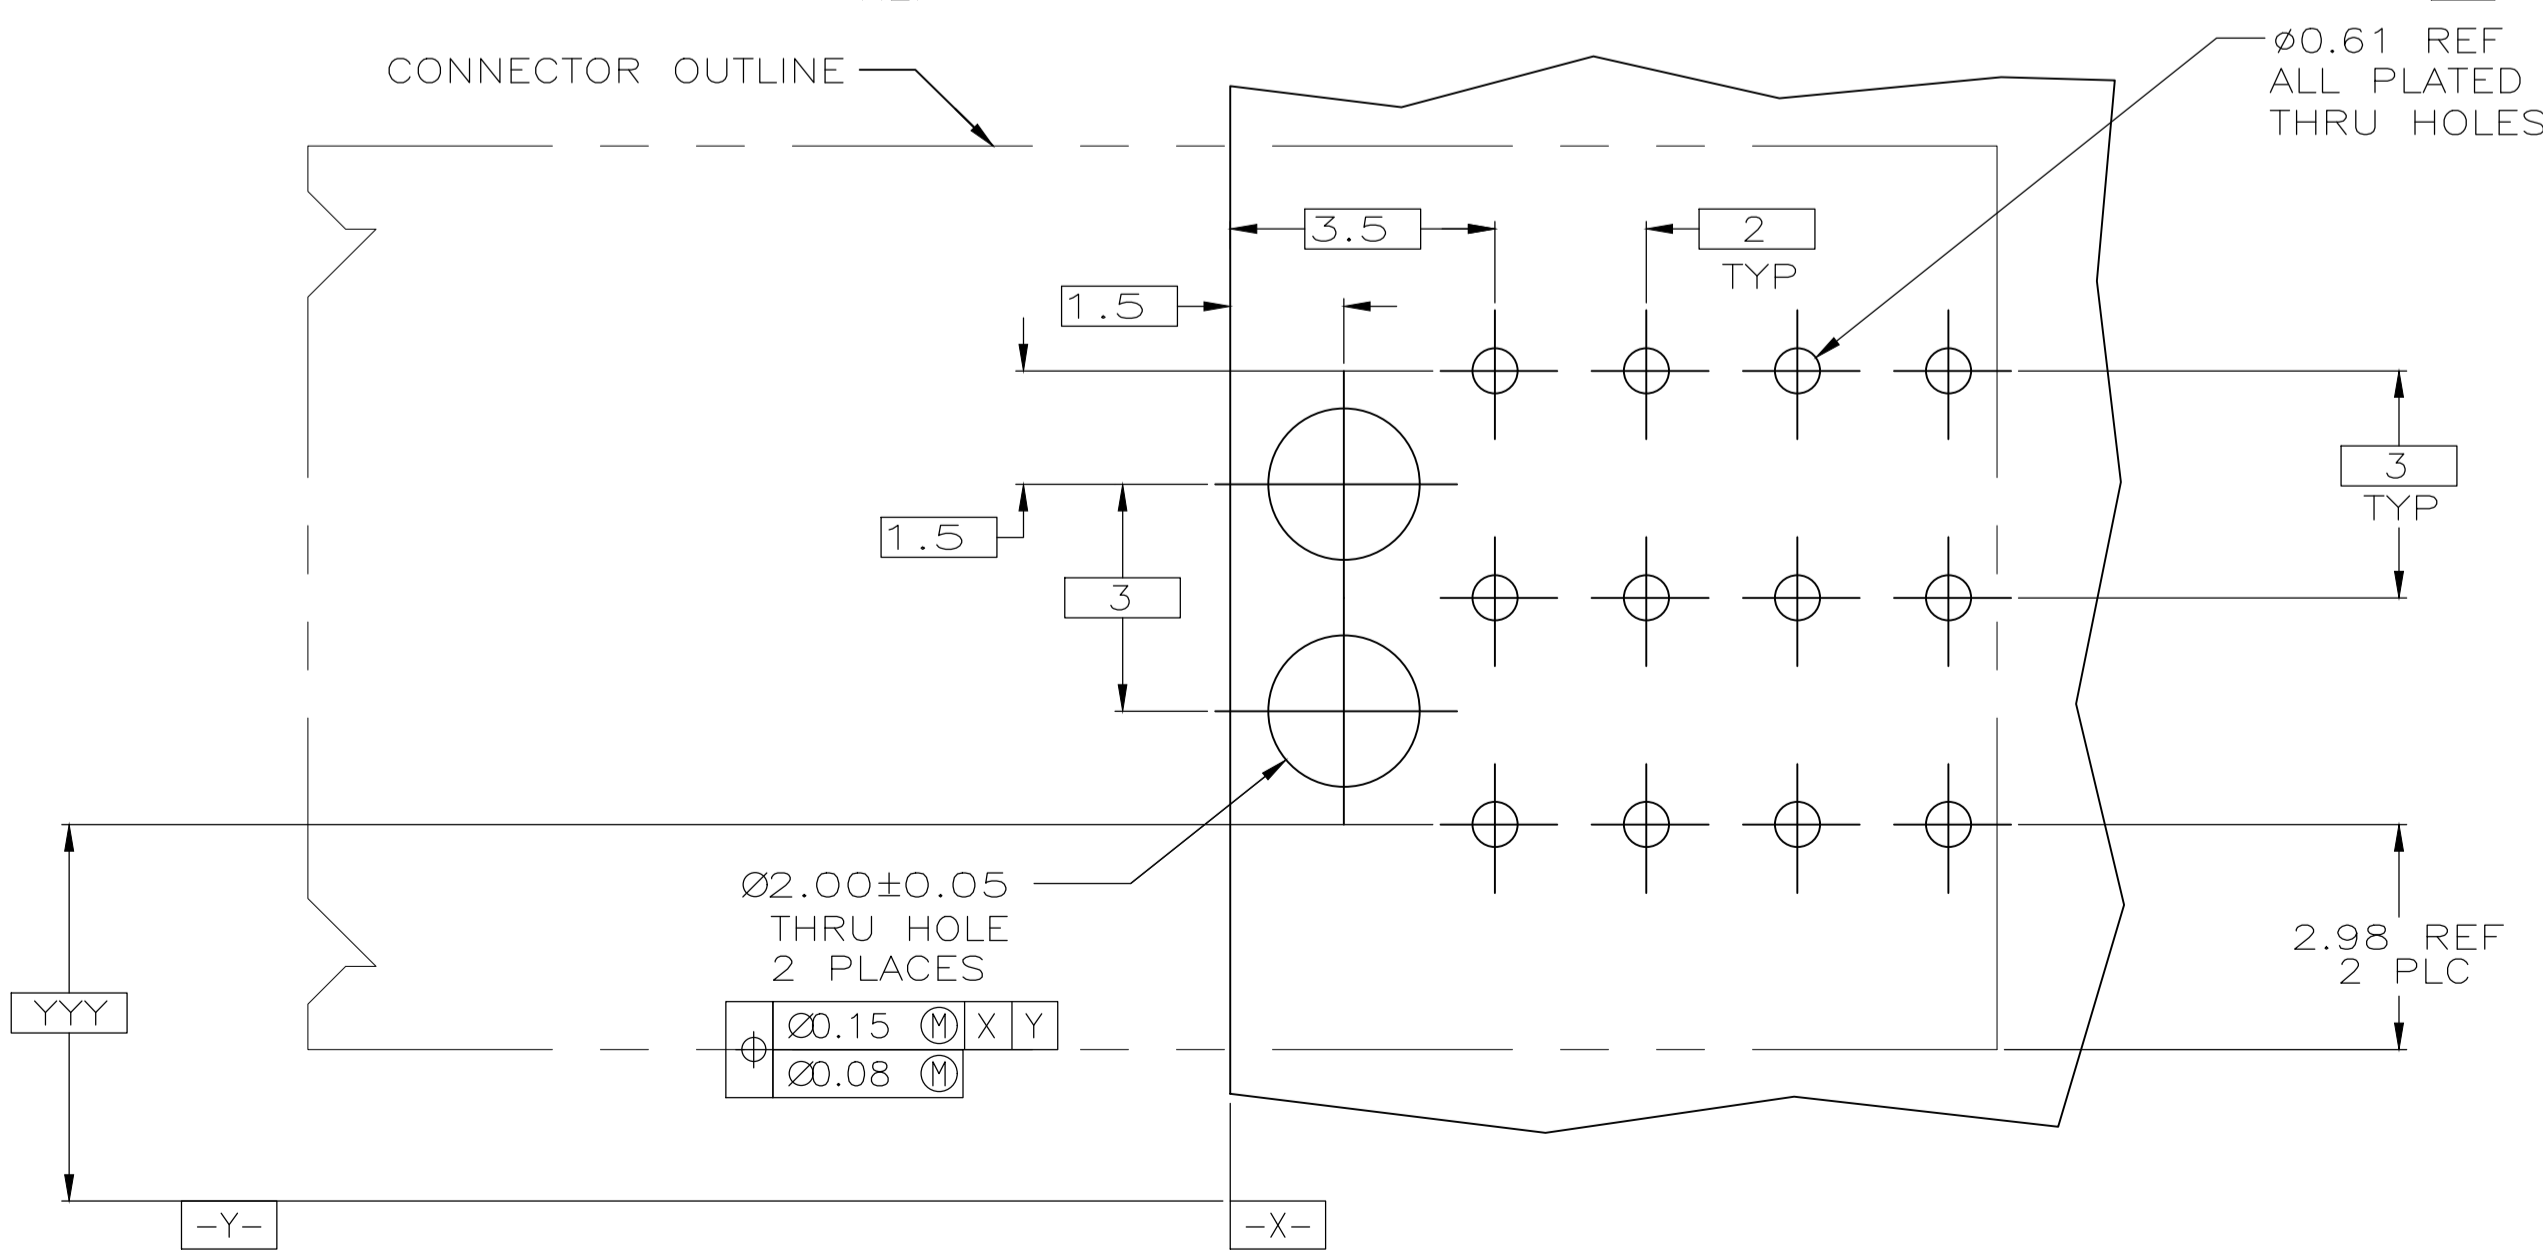 CONNECTOR OUTLINE
ø0.61 REF
ALL PLATED
THRU HOLES
3.5
2
TYP
1.5
3
TYP
1.5
3
Ø2.00±0.05
THRU HOLE
2 PLACES
2.98 REF
2 PLC
YYY
Ø0.15 Ⓜ X Y
Ø0.08 Ⓜ
-Y-
-X-